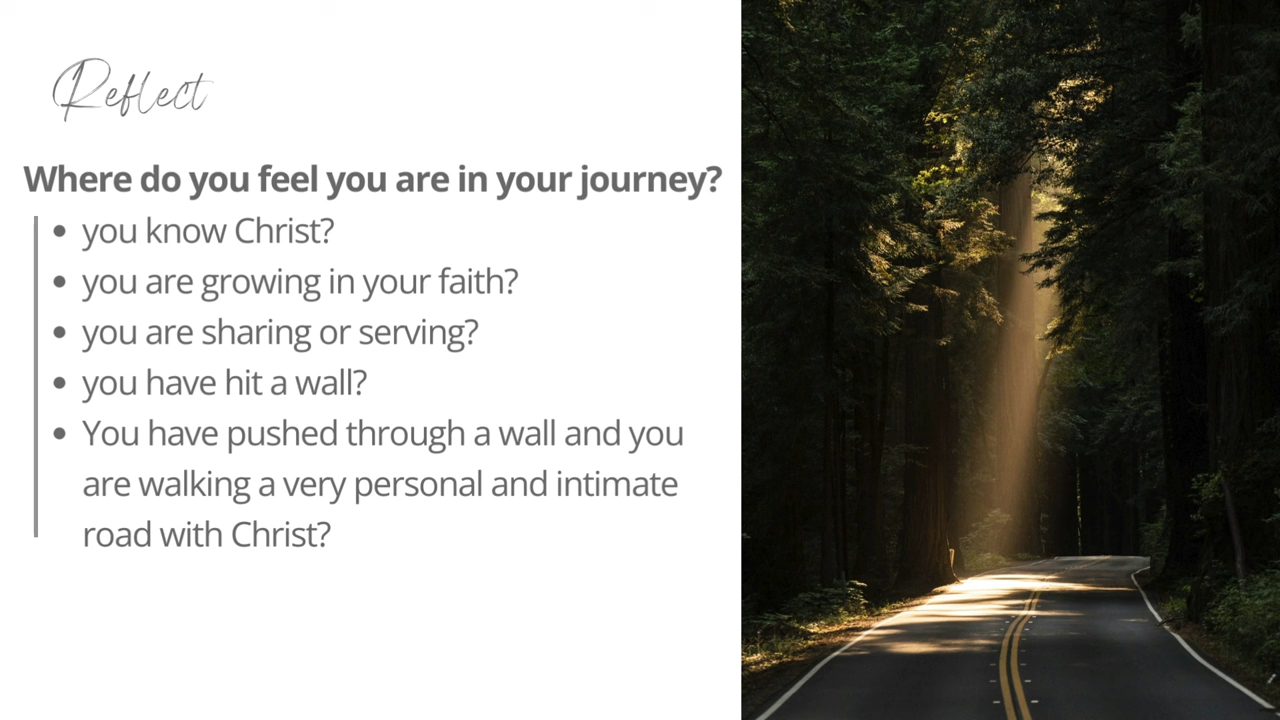 Reflect
Where do you feel you are in your journey?
• you know Christ?
• you are growing in your faith?
• you are sharing or serving?
• you have hit a wall?
• You have pushed through a wall and you
are walking a very personal and intimate
road with Christ?